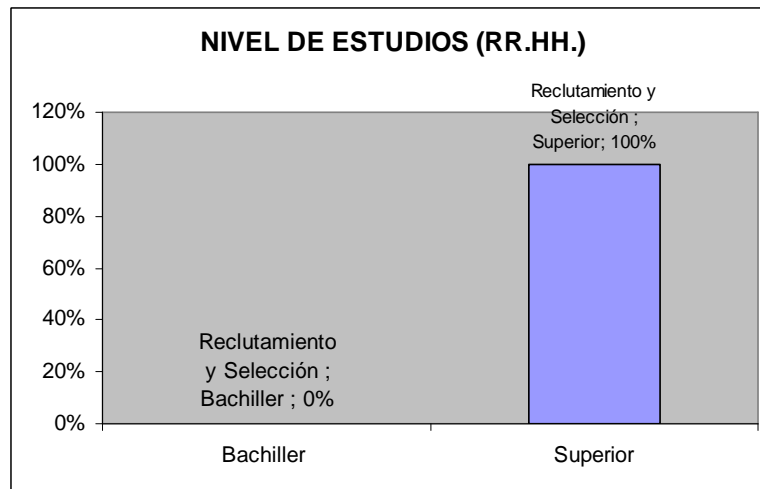 NIVEL DE ESTUDIOS (RR.HH.)
Reclutamiento y
Selección ;
Superior; 100%
120%
100%
80%
60%
40%
20%
0%
Reclutamiento
y Selección ;
Bachiller ; 0%
Bachiller
Superior